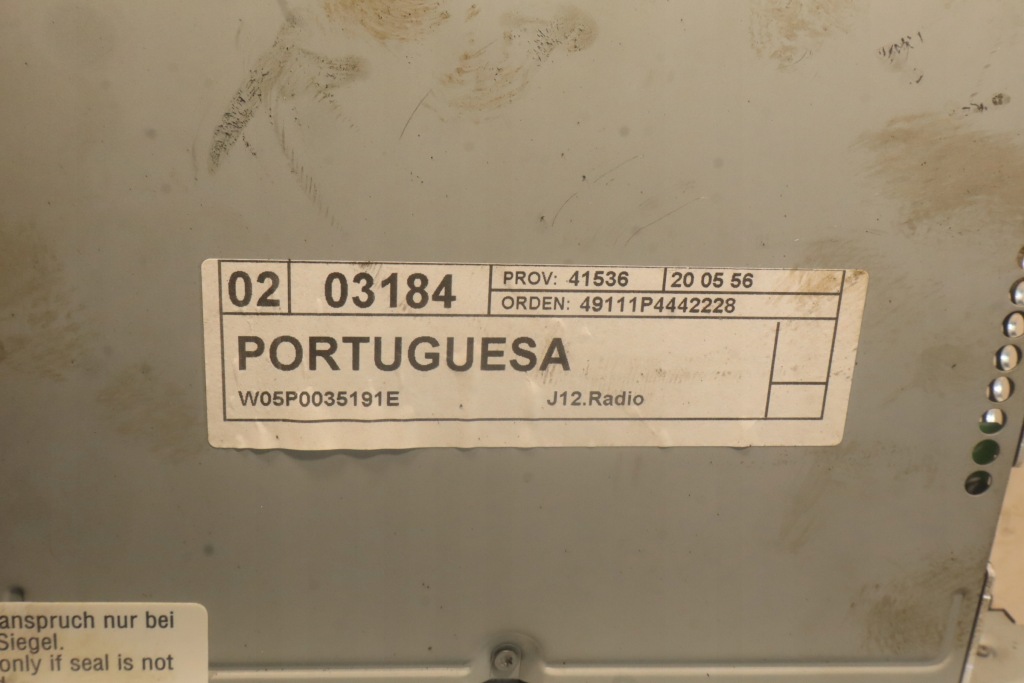 02 03184 PROV: 41536 20 05 56
ORDEN: 49111P4442228
PORTUGUESA
W05P0035191E J12.Radio
anspruch nur bei
Siegel.
only if seal is not